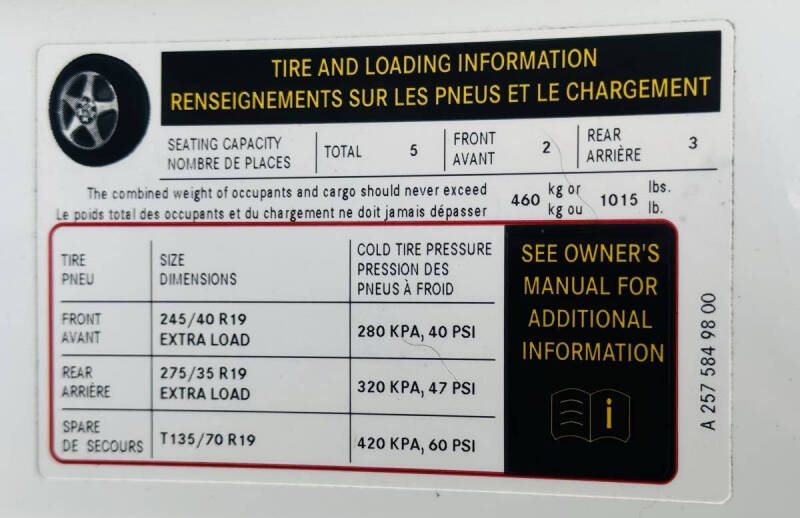 TIRE AND LOADING INFORMATION
RENSEIGNEMENTS SUR LES PNEUS ET LE CHARGEMENT
SEATING CAPACITY
NOMBRE DE PLACES
TOTAL 5
FRONT
AVANT
2
REAR
ARRIÈRE
3
The combined weight of occupants and cargo should never exceed
Le poids total des occupants et du chargement ne doit jamais dépasser
460
kg or
kg ou
1015
lbs.
lb.
TIRE
PNEU
SIZE
DIMENSIONS
COLD TIRE PRESSURE
PRESSION DES
PNEUS À FROID
FRONT
AVANT
245/40 R19
EXTRA LOAD
280 KPA, 40 PSI
REAR
ARRIÈRE
275/35 R19
EXTRA LOAD
320 KPA, 47 PSI
SPARE
DE SECOURS
T135/70 R19
420 KPA, 60 PSI
SEE OWNER'S
MANUAL FOR
ADDITIONAL
INFORMATION
i
A 257 584 98 00